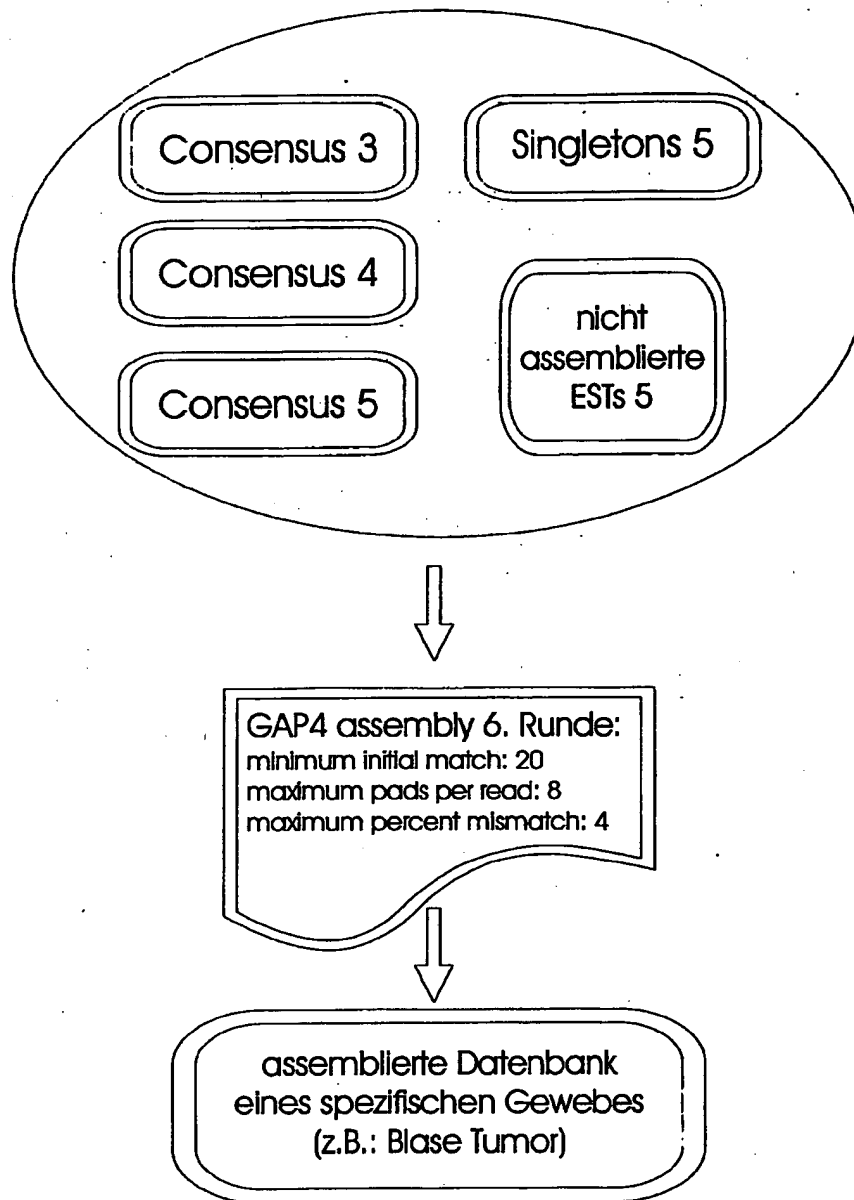 Consensus 3
Singletons 5
Consensus 4
nicht
assemblierte
ESTs 5
Consensus 5
GAP4 assembly 6. Runde:
minimum initial match: 20
maximum pads per read: 8
maximum percent mismatch: 4
assemblierte Datenbank
eines spezifischen Gewebes
(z.B.: Blase Tumor)